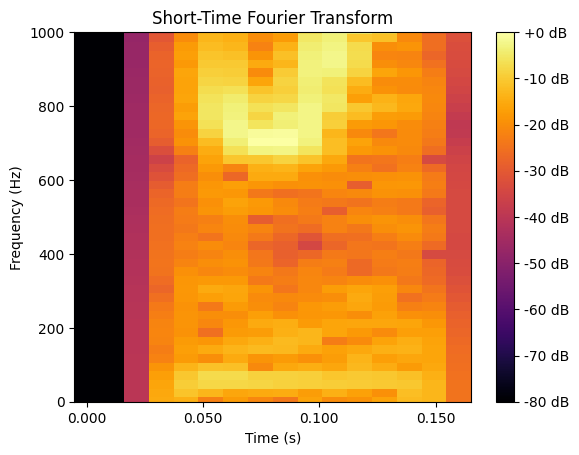 Short-Time Fourier Transform
1000
800
600
400
200
0
Frequency (Hz)
0.000
0.050
0.100
0.150
Time (s)
+0 dB
-10 dB
-20 dB
-30 dB
-40 dB
-50 dB
-60 dB
-70 dB
-80 dB